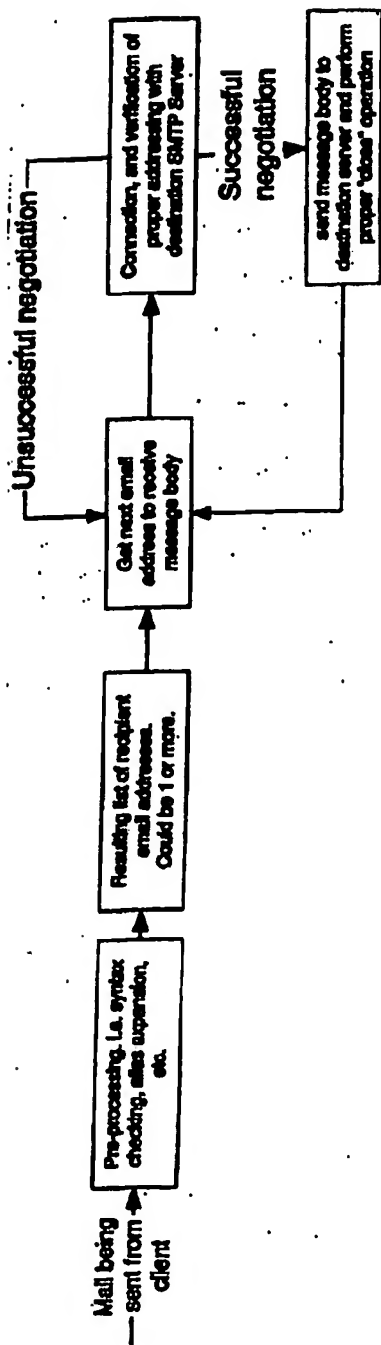 Mail being
sent from
client
Pre-processing. i.e. syntax
checking, alias expansion,
etc.
Resulting list of recipient
email addresses.
Could be 1 or more.
Get next email
address to receive
message body
Connection, and verification of
proper addressing with
destination SMTP Server
Unsuccessful negotiation
Successful
negotiation
send message body to
destination server and perform
proper "close" operation